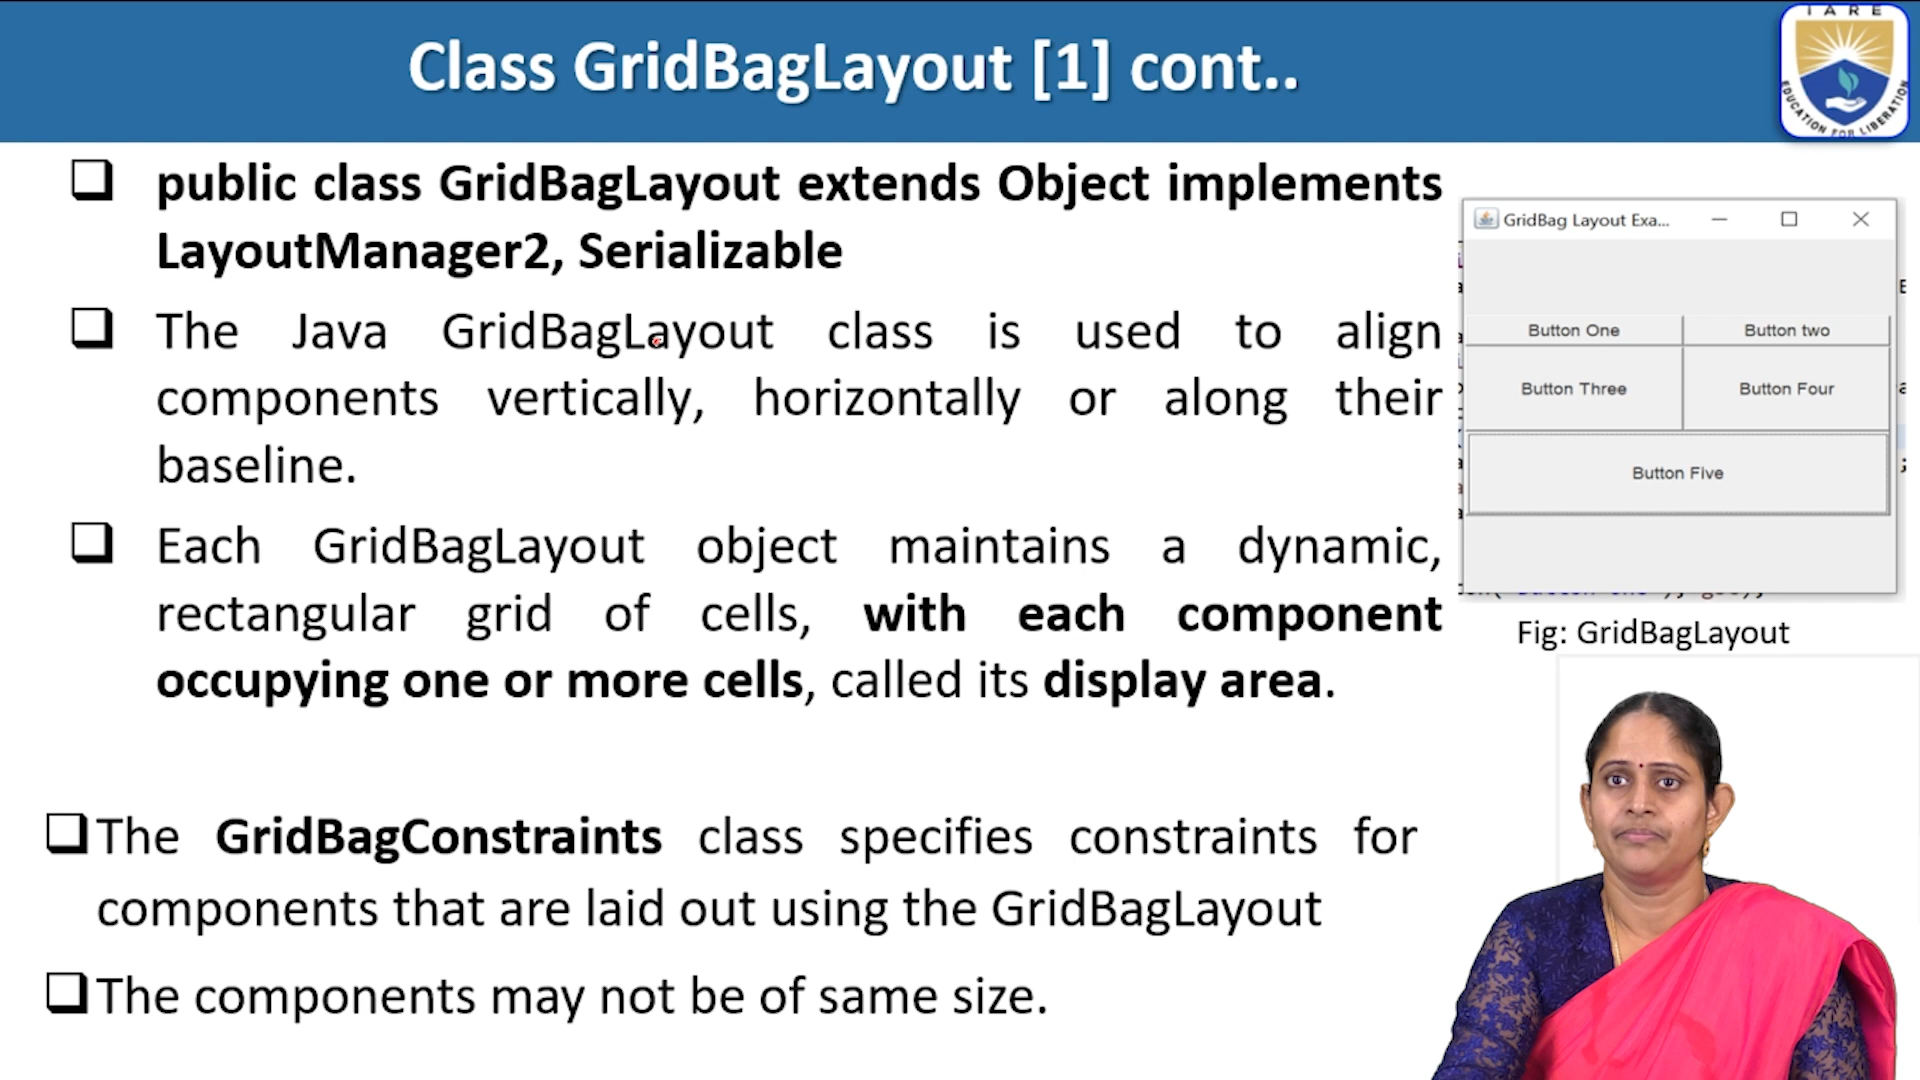 Class GridBagLayout [1] cont..
IARE
EDUCATION FOR LIBERATION
public class GridBagLayout extends Object implements
LayoutManager2, Serializable
The Java GridBagLayout class is used to align
components vertically, horizontally or along their
baseline.
Each GridBagLayout object maintains a dynamic,
rectangular grid of cells, with each component
occupying one or more cells, called its display area.
The GridBagConstraints class specifies constraints for
components that are laid out using the GridBagLayout
The components may not be of same size.
GridBag Layout Exa...
Button One
Button two
Button Three
Button Four
Button Five
Fig: GridBagLayout